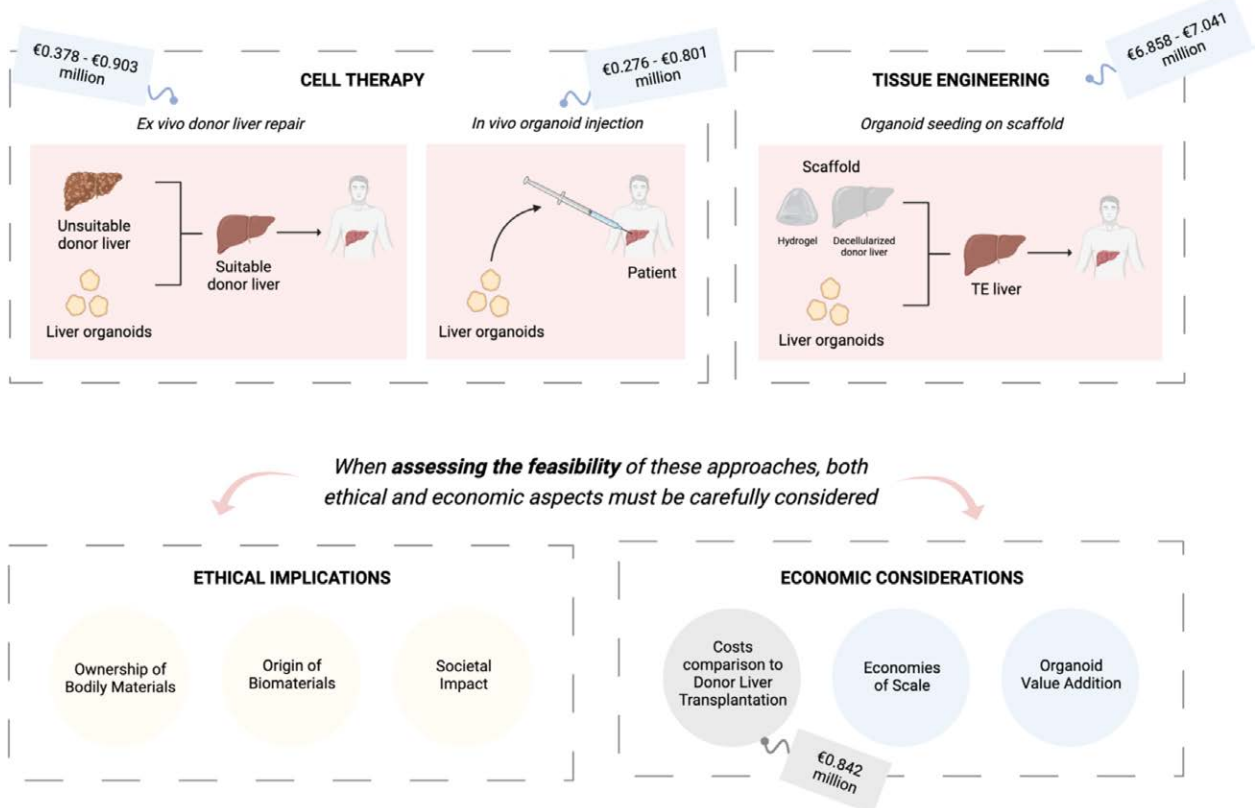 €0.378 - €0.903
million
CELL THERAPY
€0.276 - €0.801
million
Ex vivo donor liver repair
In vivo organoid injection
Unsuitable
donor liver
Suitable
donor liver
Liver organoids
Patient
Liver organoids
TISSUE ENGINEERING
€6.858 - €7.041
million
Organoid seeding on scaffold
Scaffold
Hydrogel
Decellularized
donor liver
TE liver
Liver organoids
When assessing the feasibility of these approaches, both
ethical and economic aspects must be carefully considered
ETHICAL IMPLICATIONS
Ownership of
Bodily Materials
Origin of
Biomaterials
Societal
Impact
ECONOMIC CONSIDERATIONS
Costs
comparison to
Donor Liver
Transplantation
€0.842
million
Economies
of Scale
Organoid
Value Addition